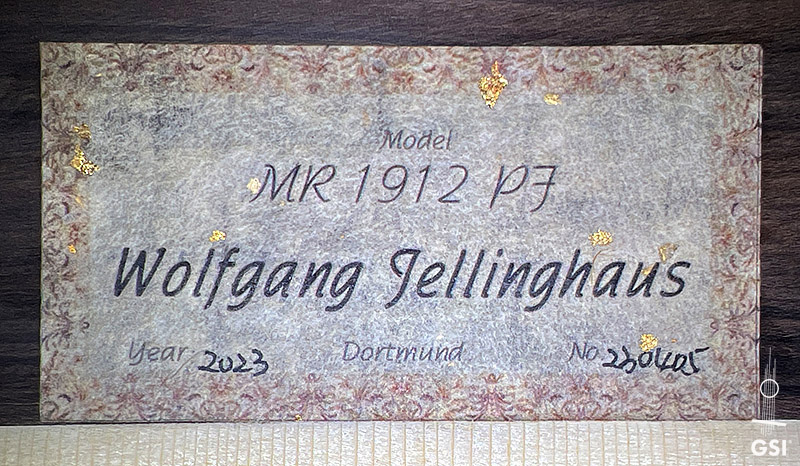 Model
MR 1912 PJ
Wolfgang Jellinghaus
Year 2023 Dortmund No 230405
GSI